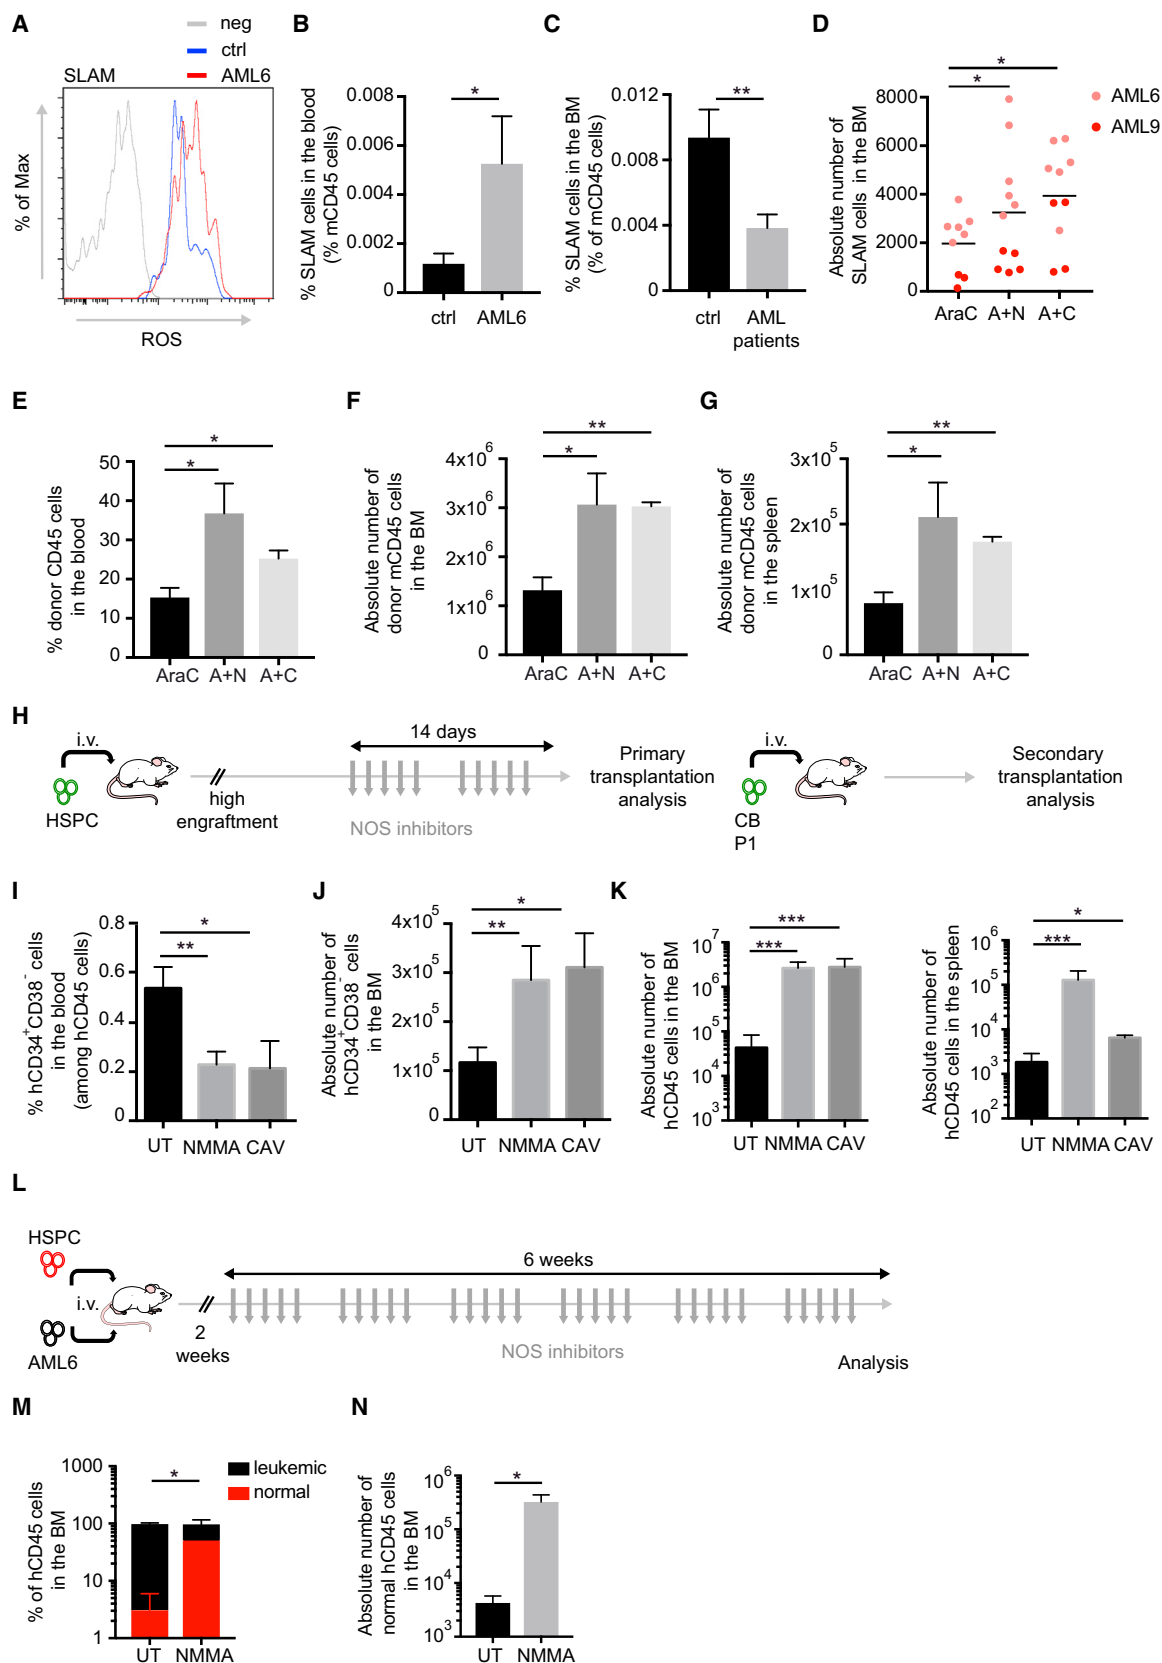 A
neg
ctrl
AML6
SLAM
% of Max
ROS
B
% SLAM cells in the blood
(% mCD45 cells)
0.008
0.006
0.004
0.002
0
*
ctrl
AML6
C
% SLAM cells in the BM
(% of mCD45 cells)
0.012
0.008
0.004
0
**
ctrl
AML
patients
D
Absolute number of
SLAM cells in the BM
8000
6000
4000
2000
0
*
*
AML6
AML9
AraC
A+N
A+C
E
% donor CD45 cells
in the blood
50
40
30
20
10
0
*
*
AraC
A+N
A+C
F
Absolute number of
donor mCD45 cells
in the BM
4x10⁶
3x10⁶
2x10⁶
1x10⁶
0
**
*
AraC
A+N
A+C
G
Absolute number of
donor mCD45 cells
in the spleen
3x10⁵
2x10⁵
1x10⁵
0
**
*
AraC
A+N
A+C
H
i.v.
HSPC
high
engraftment
14 days
NOS inhibitors
Primary
transplantation
analysis
i.v.
CB
P1
Secondary
transplantation
analysis
I
% hCD34⁺CD38⁻ cells
in the blood
(among hCD45 cells)
0.8
0.6
0.4
0.2
0
*
**
UT
NMMA
CAV
J
Absolute number of
hCD34⁺CD38⁻ cells
in the BM
4x10⁵
3x10⁵
2x10⁵
1x10⁵
0
*
**
UT
NMMA
CAV
K
Absolute number of
hCD45 cells in the BM
10⁷
10⁶
10⁵
10⁴
10³
***
***
UT
NMMA
CAV
Absolute number of
hCD45 cells in the spleen
10⁶
10⁵
10⁴
10³
10²
*
***
UT
NMMA
CAV
L
HSPC
i.v.
AML6
2
weeks
6 weeks
NOS inhibitors
Analysis
M
% of hCD45 cells
in the BM
1000
100
10
1
*
leukemic
normal
UT
NMMA
N
Absolute number of
normal hCD45 cells
in the BM
10⁶
10⁵
10⁴
10³
*
UT
NMMA